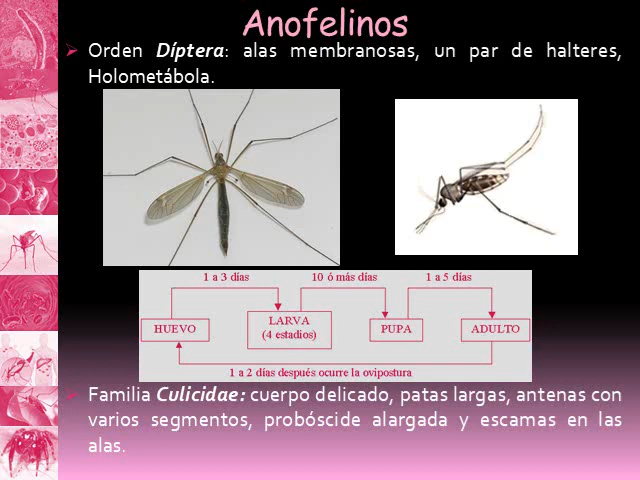 Anofelinos
Orden Díptera: alas membranosas, un par de halteres,
Holometábola.
1 a 3 días 10 ó más días 1 a 5 días
HUEVO LARVA (4 estadios) PUPA ADULTO
1 a 2 días después ocurre la ovipostura
Familia Culicidae: cuerpo delicado, patas largas, antenas con
varios segmentos, probóscide alargada y escamas en las
alas.